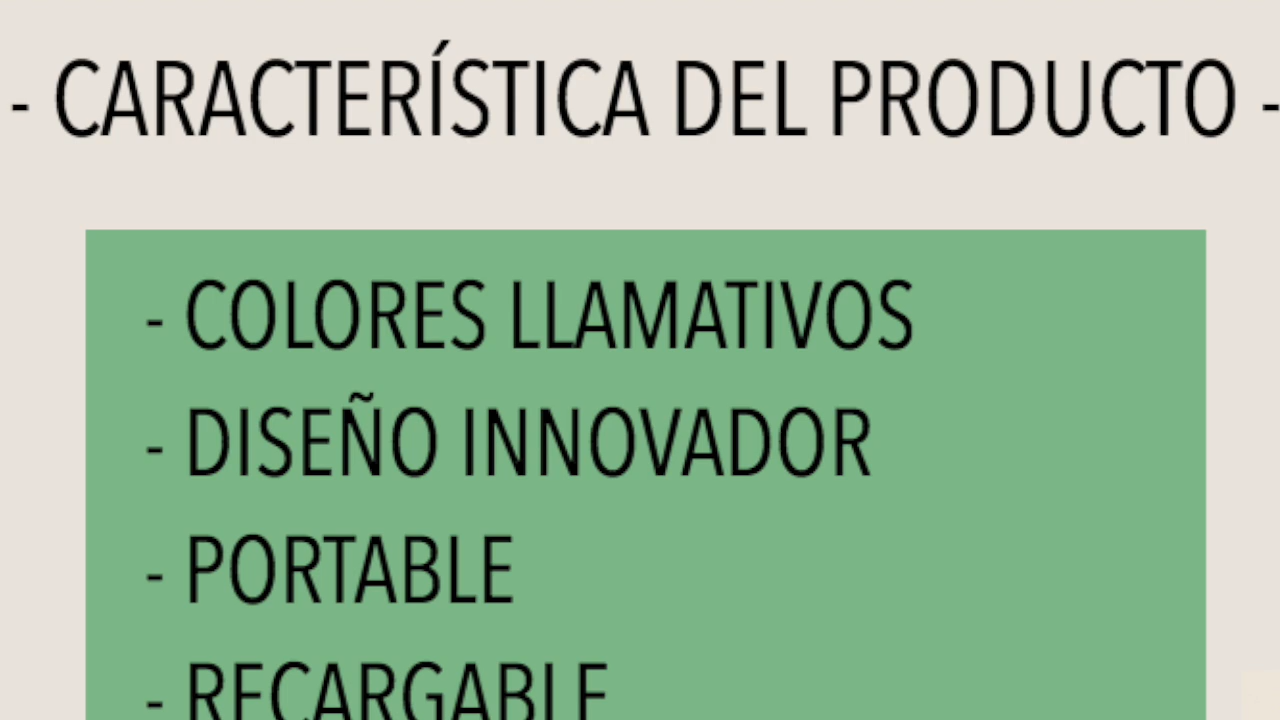 - CARACTERÍSTICA DEL PRODUCTO -
- COLORES LLAMATIVOS
- DISEÑO INNOVADOR
- PORTABLE
- RECARGABLE